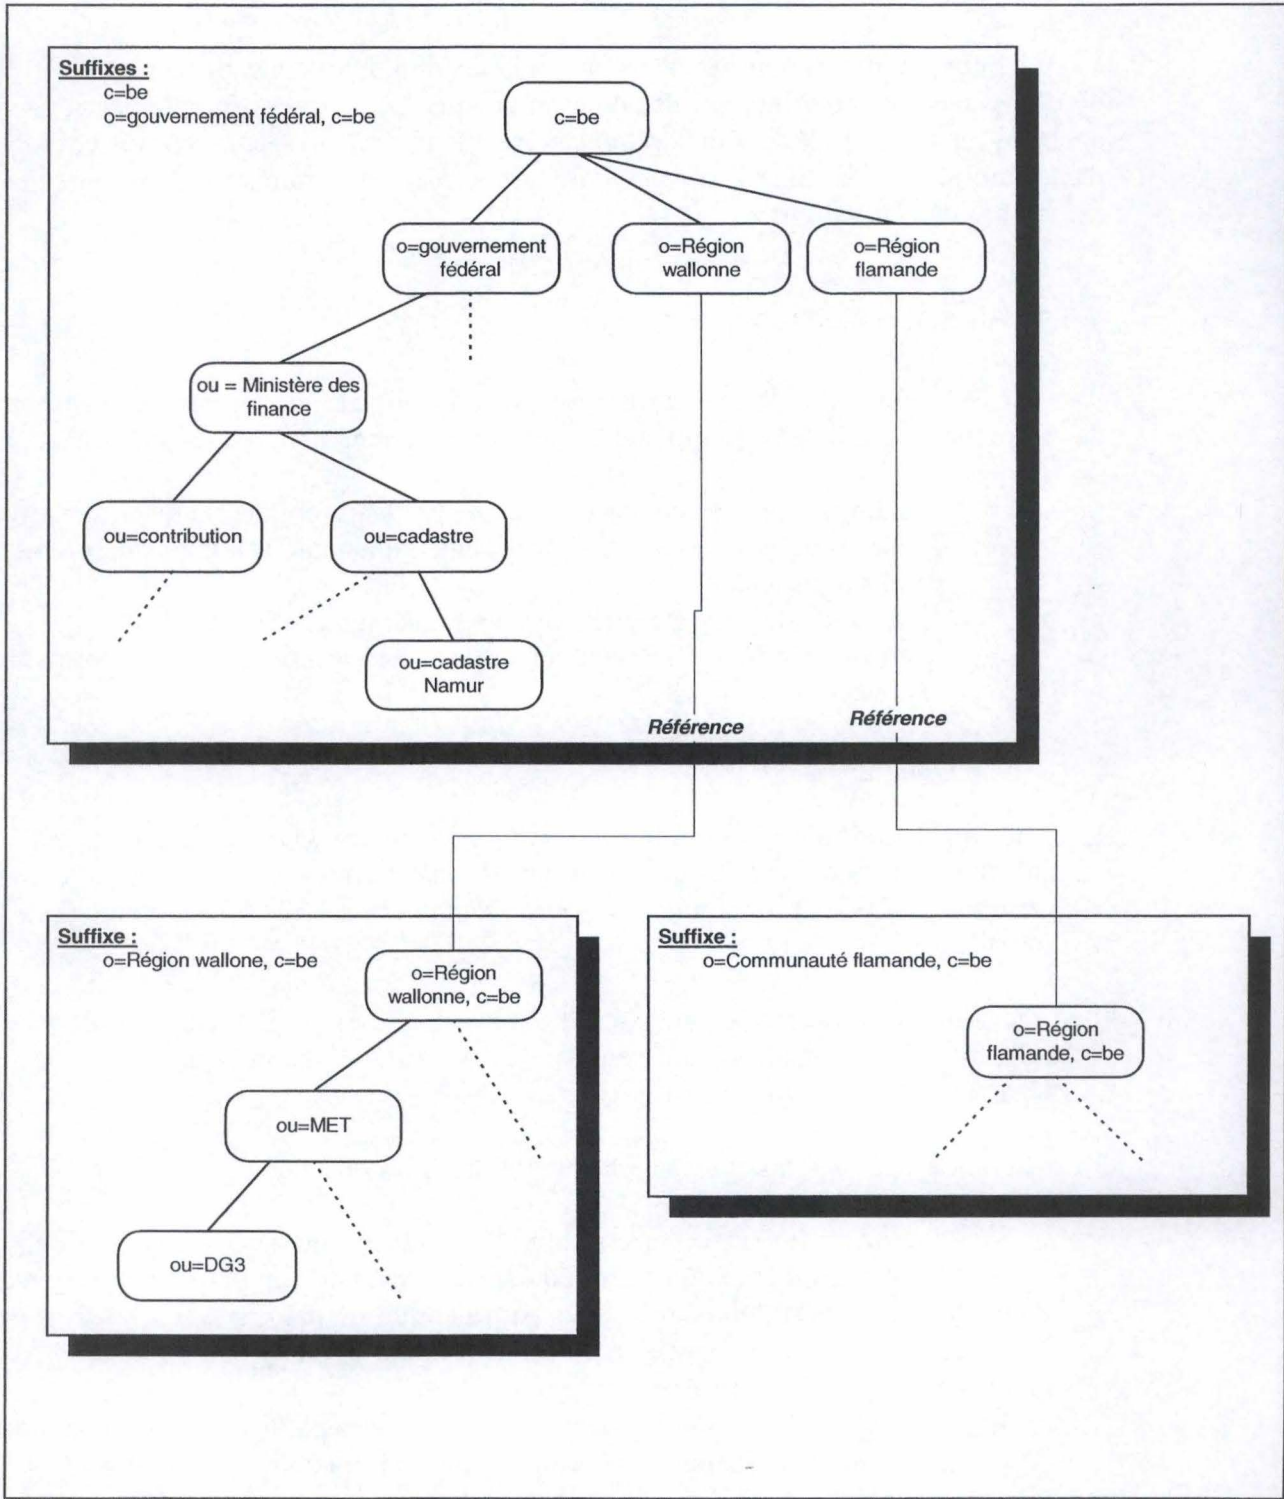 Suffixes :
c=be
o=gouvernement fédéral, c=be
c=be
o=gouvernement
fédéral
o=Région
wallonne
o=Région
flamande
ou = Ministère des
finance
ou=contribution
ou=cadastre
ou=cadastre
Namur
Référence
Référence
Suffixe :
o=Région wallone, c=be
o=Région
wallonne, c=be
ou=MET
ou=DG3
Suffixe :
o=Communauté flamande, c=be
o=Région
flamande, c=be